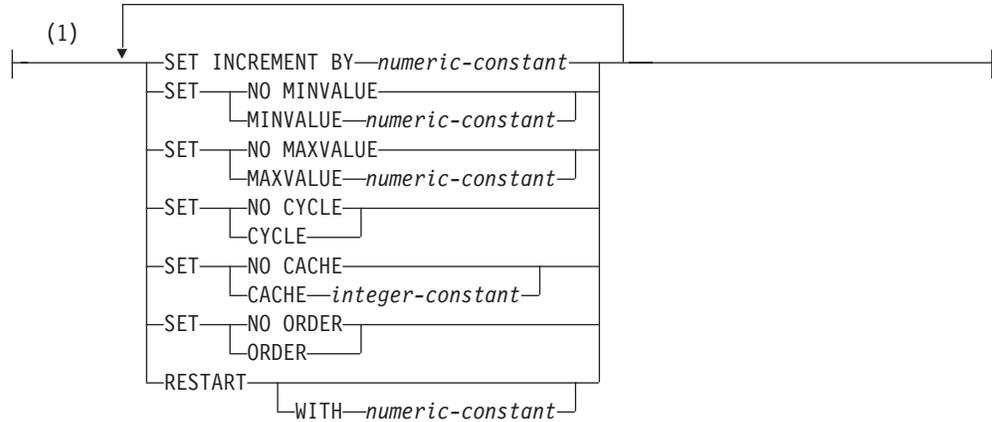 (1)
SET INCREMENT BY numeric-constant
SET NO MINVALUE
MINVALUE numeric-constant
SET NO MAXVALUE
MAXVALUE numeric-constant
SET NO CYCLE
CYCLE
SET NO CACHE
CACHE integer-constant
SET NO ORDER
ORDER
RESTART
WITH numeric-constant